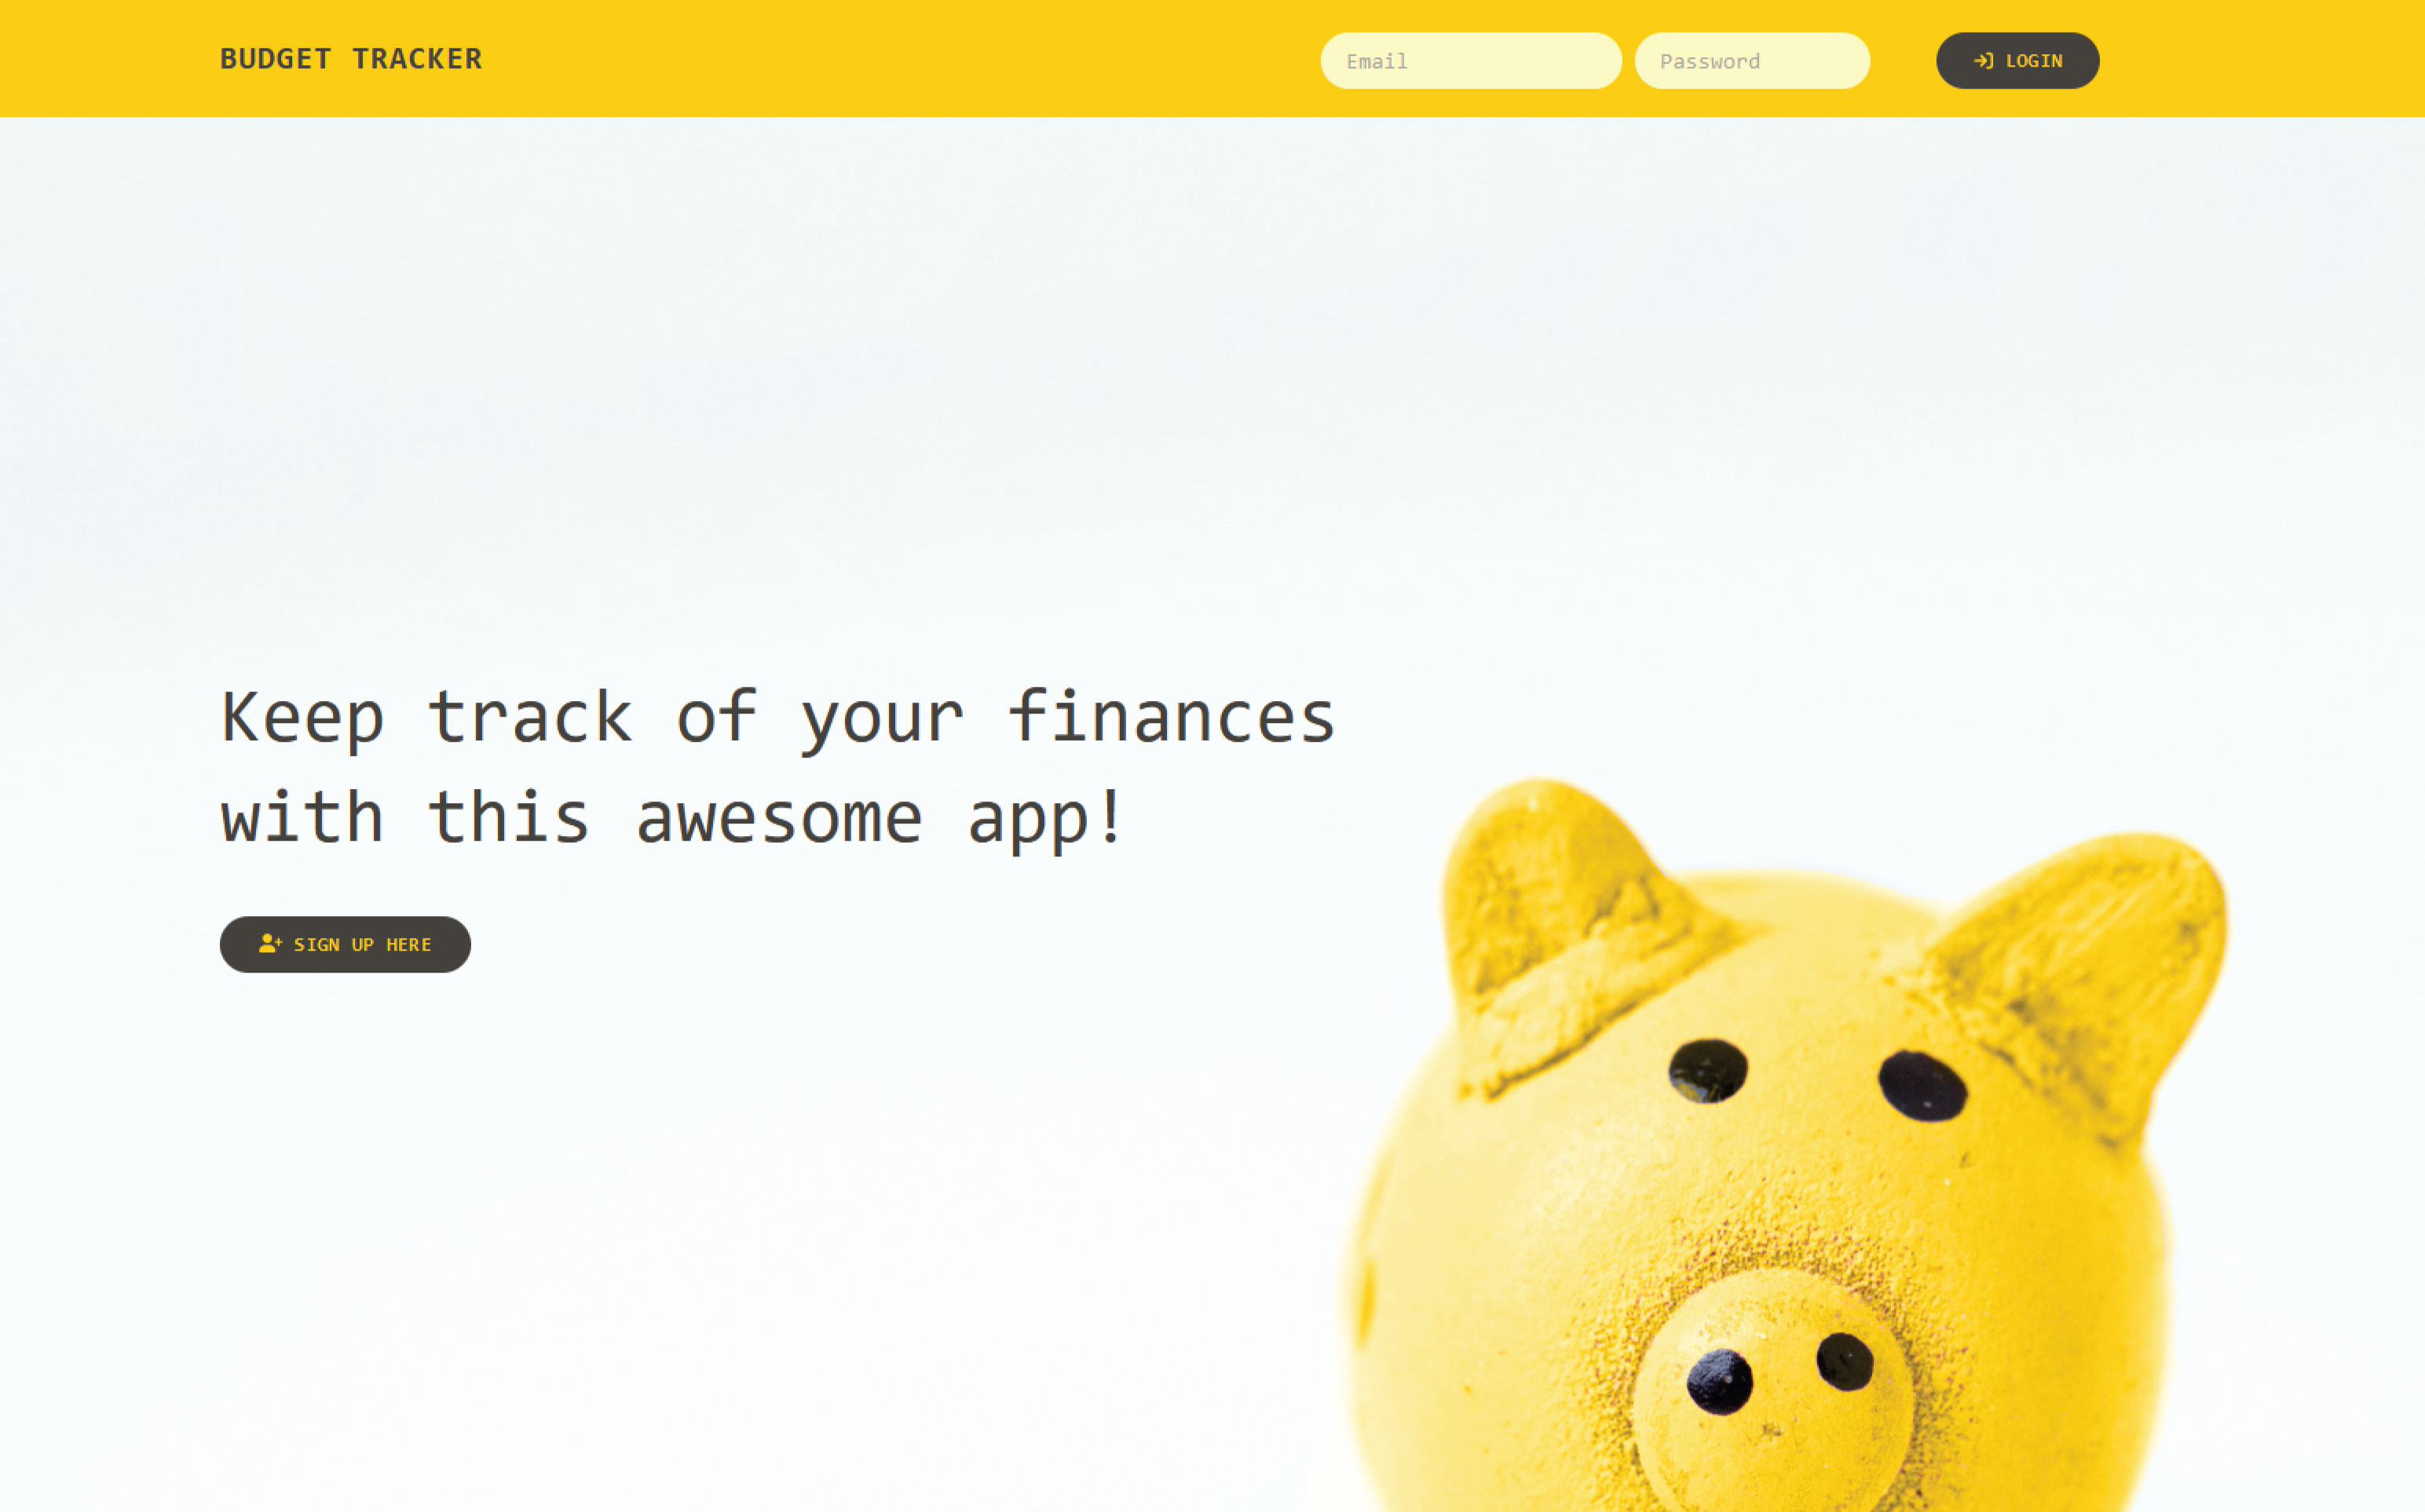 BUDGET TRACKER
Email
Password
LOGIN
Keep track of your finances
with this awesome app!
SIGN UP HERE